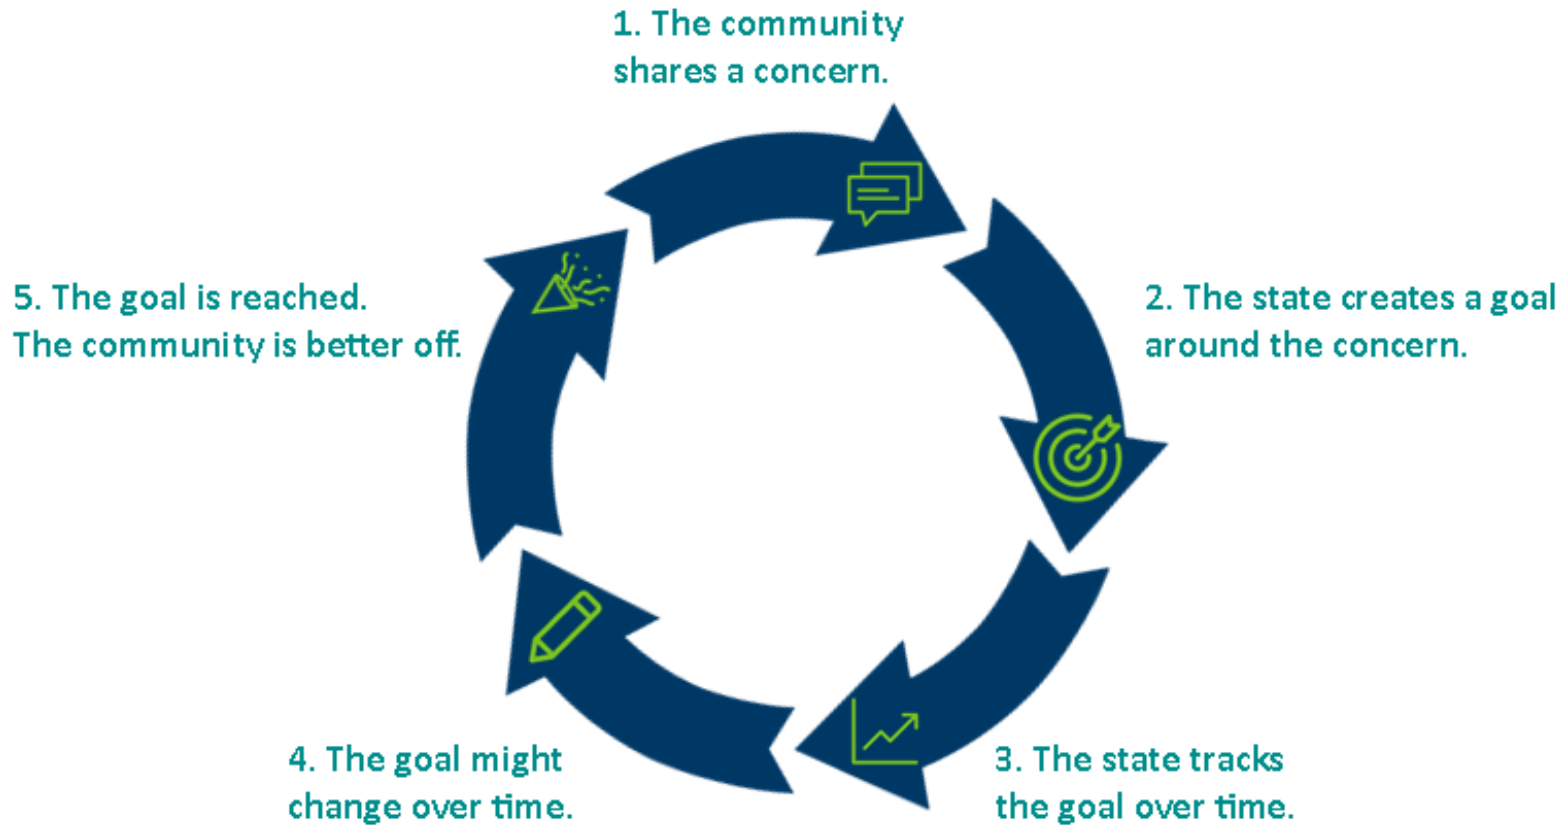 1. The community
shares a concern.
2. The state creates a goal
around the concern.
3. The state tracks
the goal over time.
4. The goal might
change over time.
5. The goal is reached.
The community is better off.